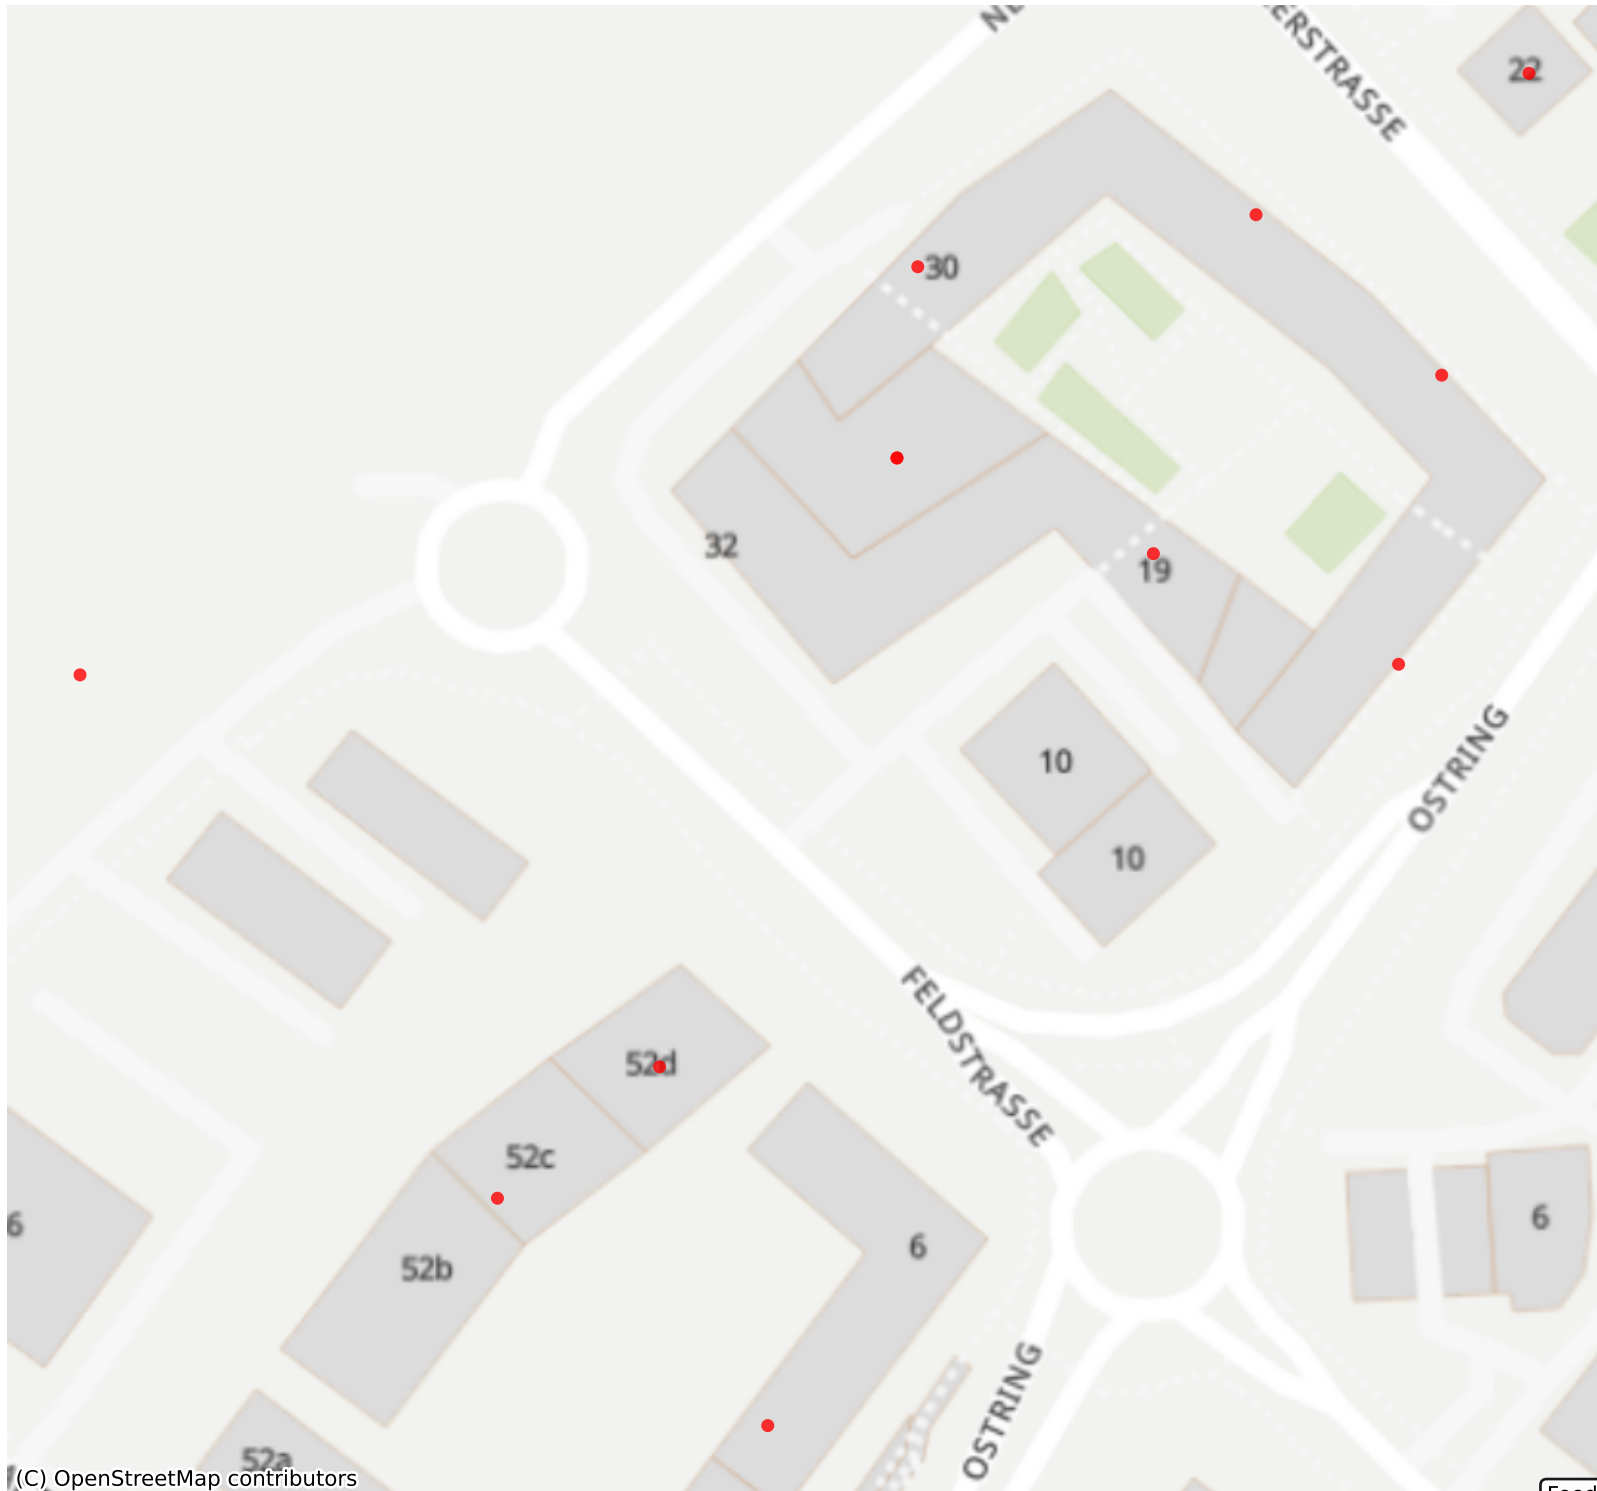 ERSTRASSE
22
30
32
19
10
10
OSTRING
FELDSTRASSE
52d
52c
6
52b
6
6
OSTRING
52a
(C) OpenStreetMap contributors